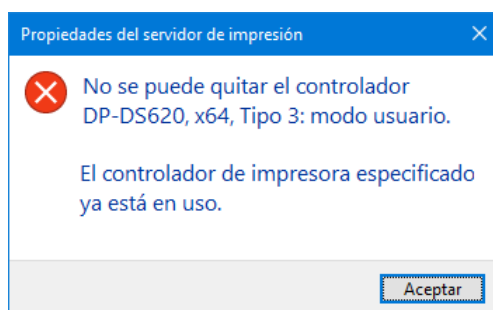 Propiedades del servidor de impresión
No se puede quitar el controlador
DP-DS620, x64, Tipo 3: modo usuario.
El controlador de impresora especificado
ya está en uso.
Aceptar